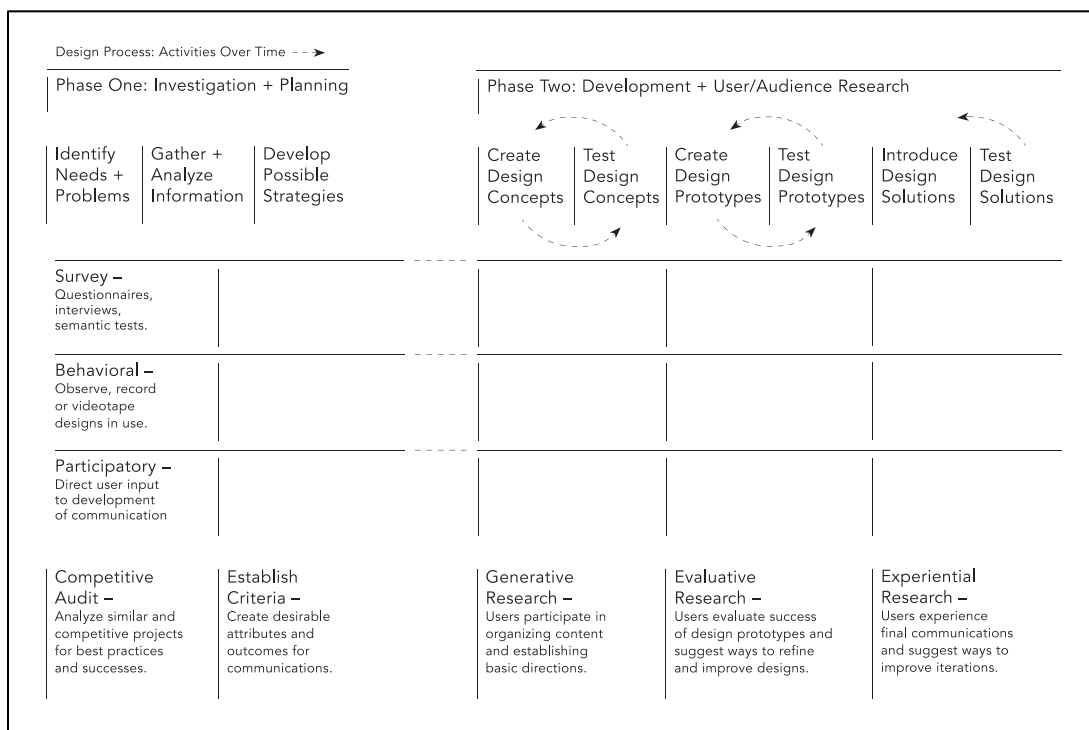 Design Process: Activities Over Time
Phase One: Investigation + Planning
Phase Two: Development + User/Audience Research
Identify
Needs +
Problems
Gather +
Analyze
Information
Develop
Possible
Strategies
Create
Design
Concepts
Test
Design
Concepts
Create
Design
Prototypes
Test
Design
Prototypes
Introduce
Design
Solutions
Test
Design
Solutions
Survey –
Questionnaires,
interviews,
semantic tests.
Behavioral –
Observe, record
or videotape
designs in use.
Participatory –
Direct user input
to development
of communication
Competitive
Audit –
Analyze similar and
competitive projects
for best practices
and successes.
Establish
Criteria –
Create desirable
attributes and
outcomes for
communications.
Generative
Research –
Users participate in
organizing content
and establishing
basic directions.
Evaluative
Research –
Users evaluate success
of design prototypes and
suggest ways to refine
and improve designs.
Experiential
Research –
Users experience
final communications
and suggest ways to
improve iterations.